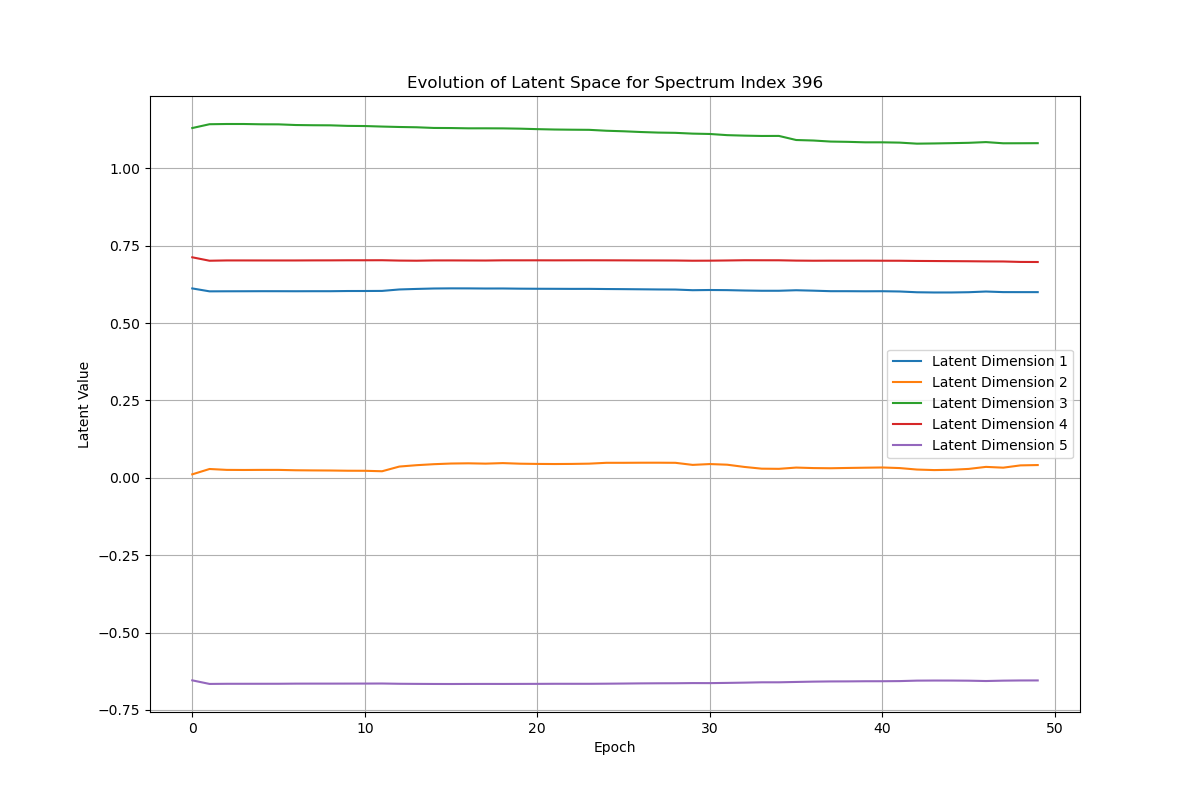 Evolution of Latent Space for Spectrum Index 396
1.00
0.75
0.50
0.25
0.00
−0.25
−0.50
−0.75
Latent Value
Latent Dimension 1
Latent Dimension 2
Latent Dimension 3
Latent Dimension 4
Latent Dimension 5
0 10 20 30 40 50
Epoch